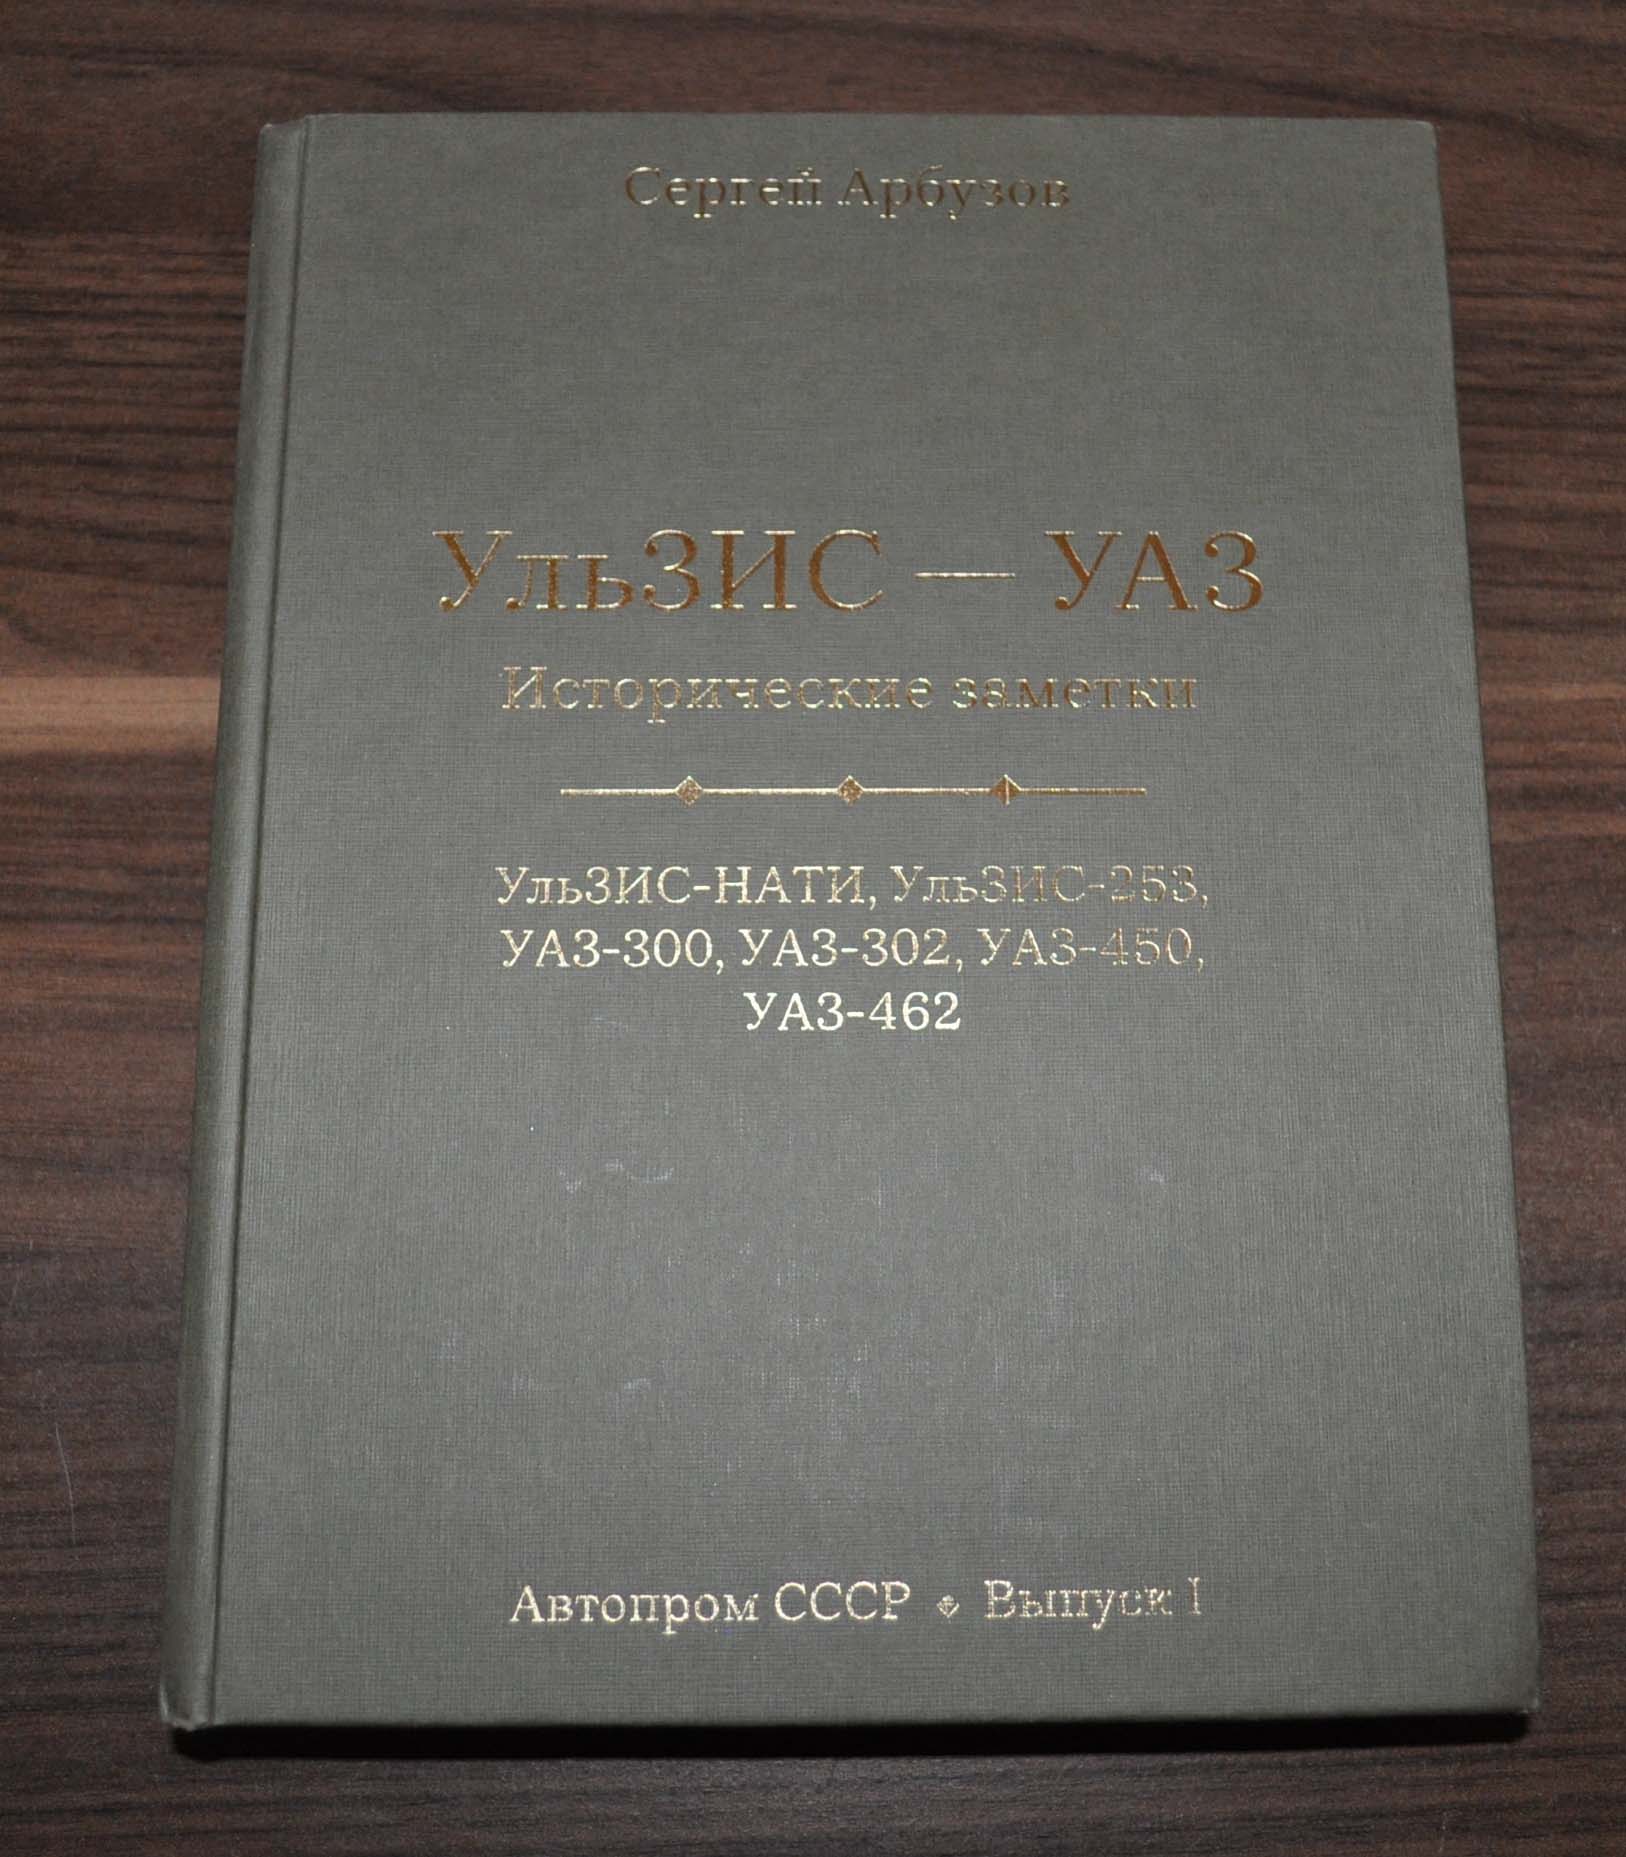 Сергей Арбузов
УльЗИС — УАЗ
Исторические заметки
УльЗИС-НАТИ, УльЗИС-253,
УАЗ-300, УАЗ-302, УАЗ-450,
УАЗ-462
Автопром СССР Выпуск I